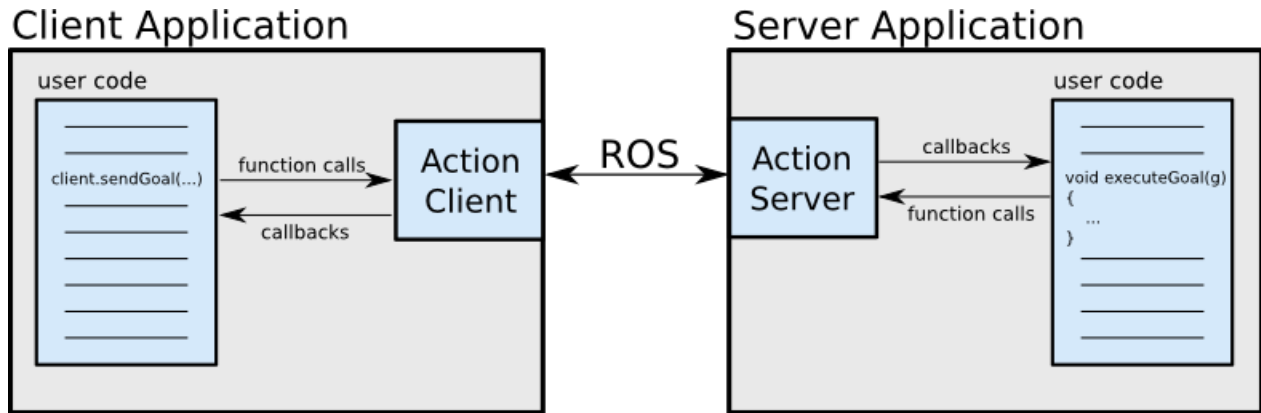 Client Application
user code
client.sendGoal(...)
function calls
callbacks
Action
Client
ROS
Server Application
Action
Server
callbacks
function calls
user code
void executeGoal(g)
{
...
}